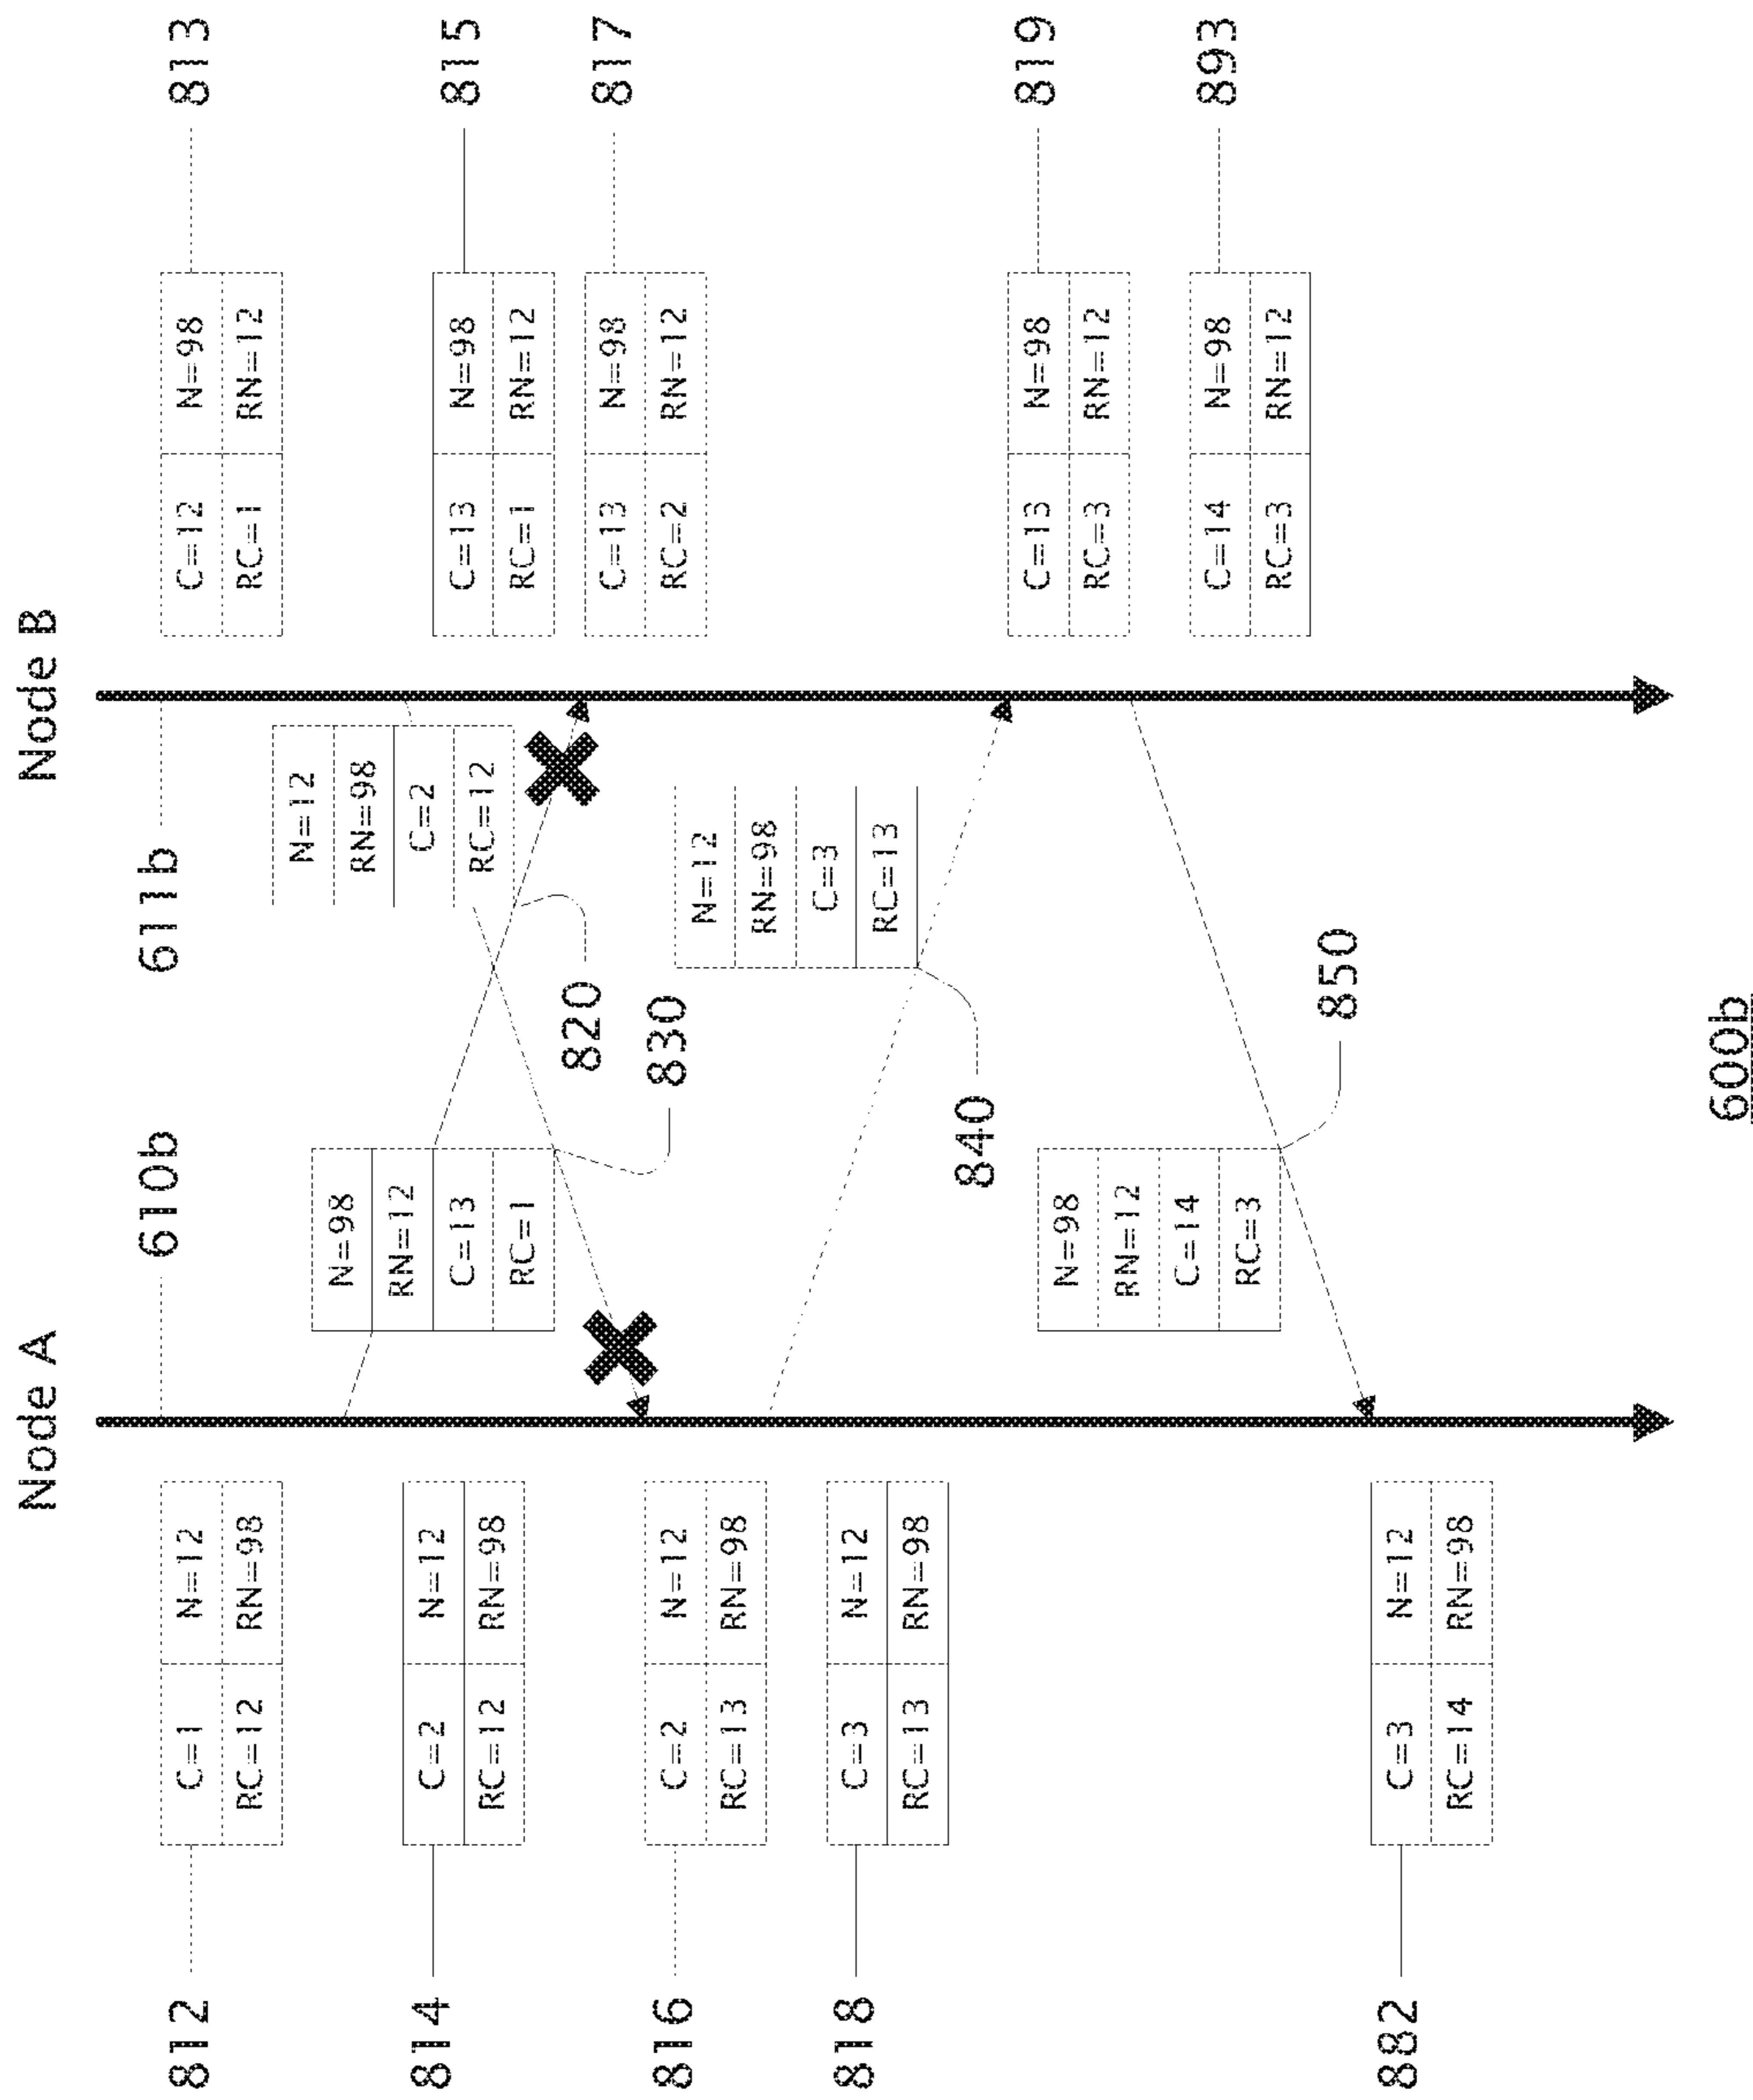 Node A
Node B
610b
611b
812
C=1
N=12
RC=12
RN=98
C=12
N=98
RC=1
RN=12
813
N=12
RN=98
C=2
RC=12
820
N=98
RN=12
C=13
RC=1
830
814
C=2
N=12
RC=12
RN=98
C=13
N=98
RC=1
RN=12
815
C=13
N=98
RC=2
RN=12
817
816
C=2
N=12
RC=13
RN=98
N=12
RN=98
C=3
RC=13
840
818
C=3
N=12
RC=13
RN=98
C=13
N=98
RC=3
RN=12
819
N=98
RN=12
C=14
RC=3
850
C=14
N=98
RC=3
RN=12
893
882
C=3
N=12
RC=14
RN=98
600b